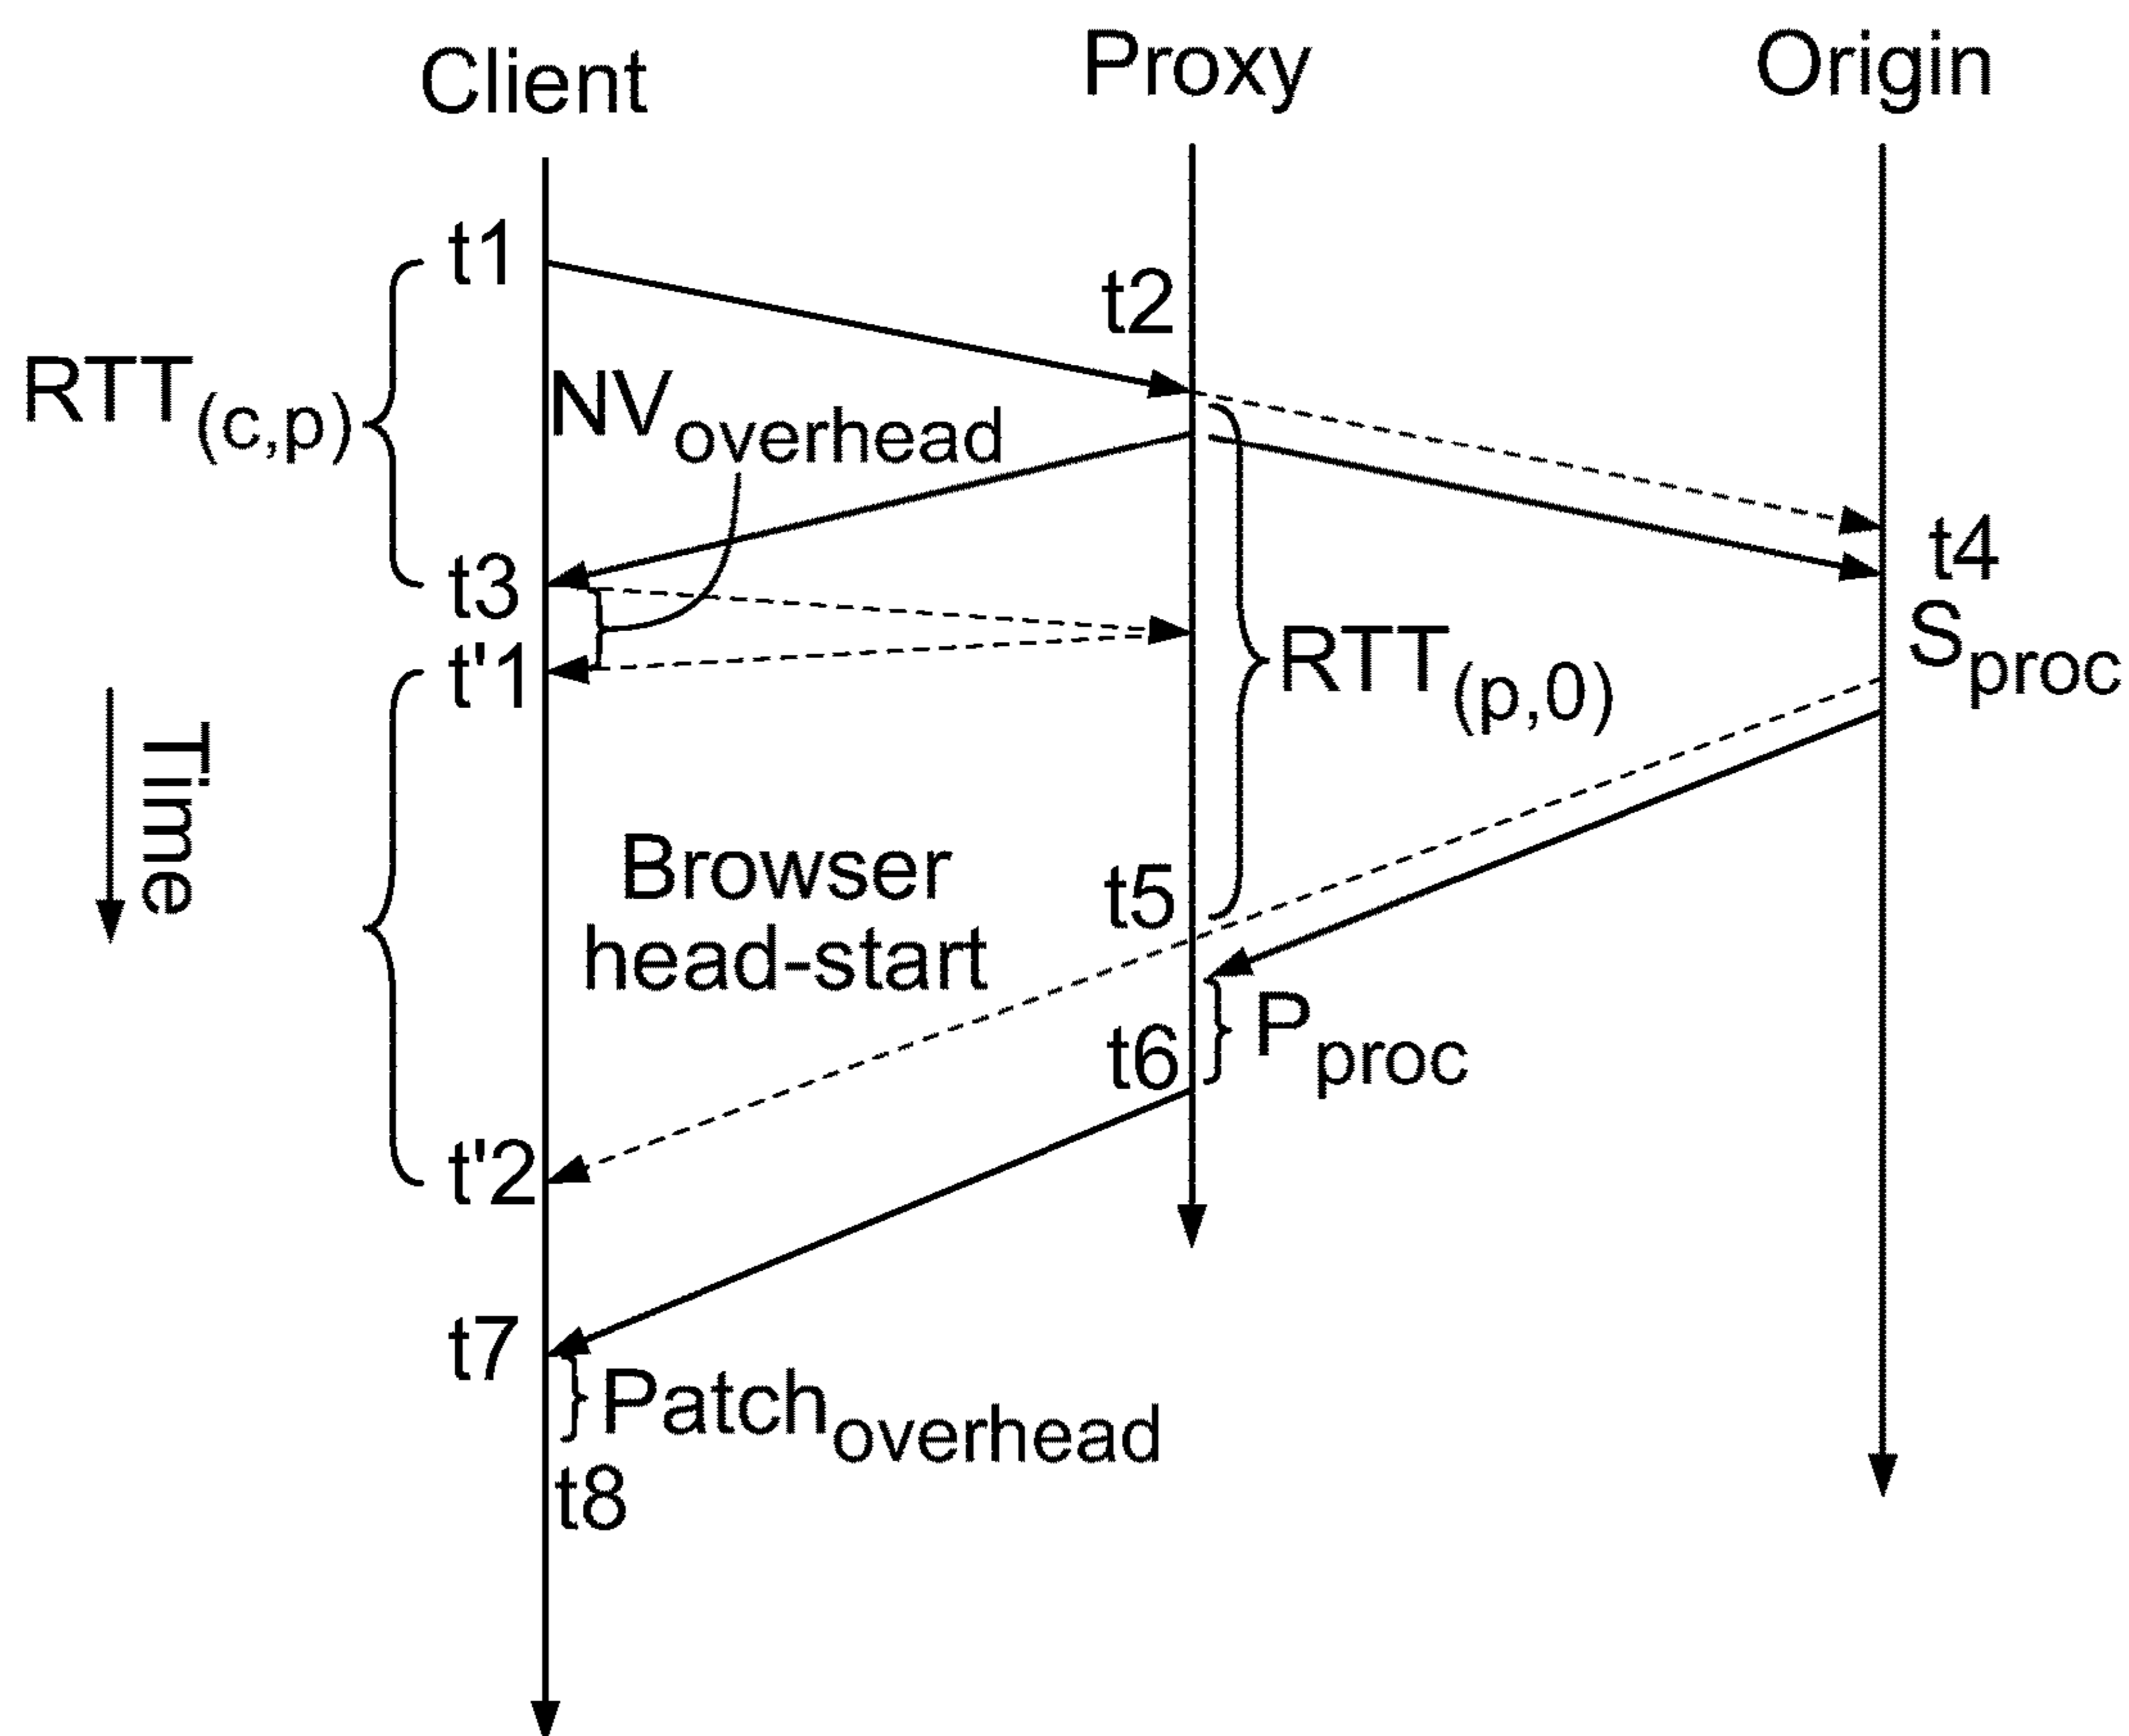 Client
Proxy
Origin
t1
t2
RTT(c,p)
NVoverhead
t3
t4
t'1
RTT(p,0)
Sproc
Time
Browser
head-start
t5
t6
Pproc
t'2
t7
Patchoverhead
t8